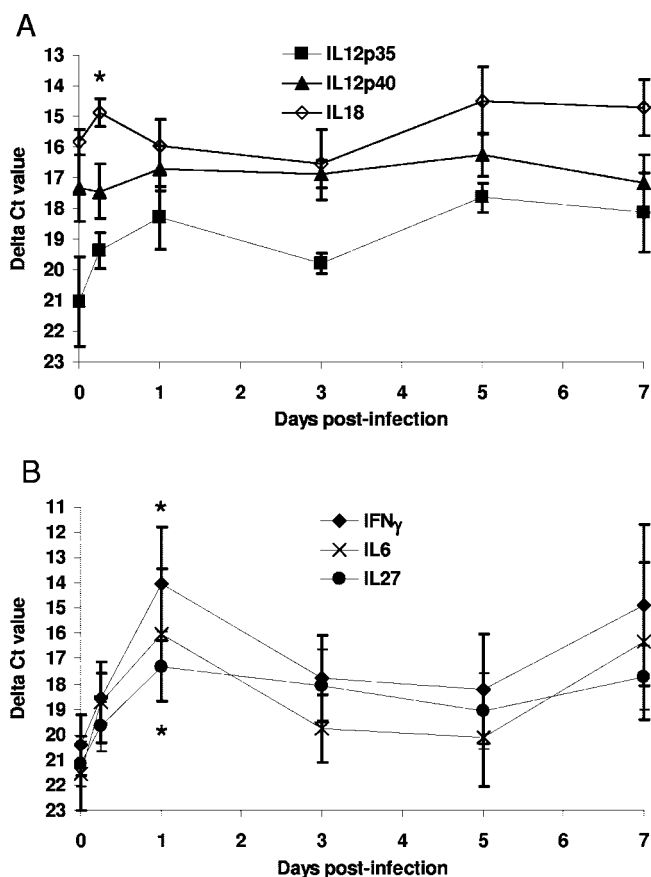 A
IL12p35
IL12p40
IL18
*
Delta Ct value
13
14
15
16
17
18
19
20
21
22
23
0 1 2 3 4 5 6 7
Days post-infection
B
IFNγ
IL6
IL27
*
*
Delta Ct value
11
12
13
14
15
16
17
18
19
20
21
22
23
0 1 2 3 4 5 6 7
Days post-infection